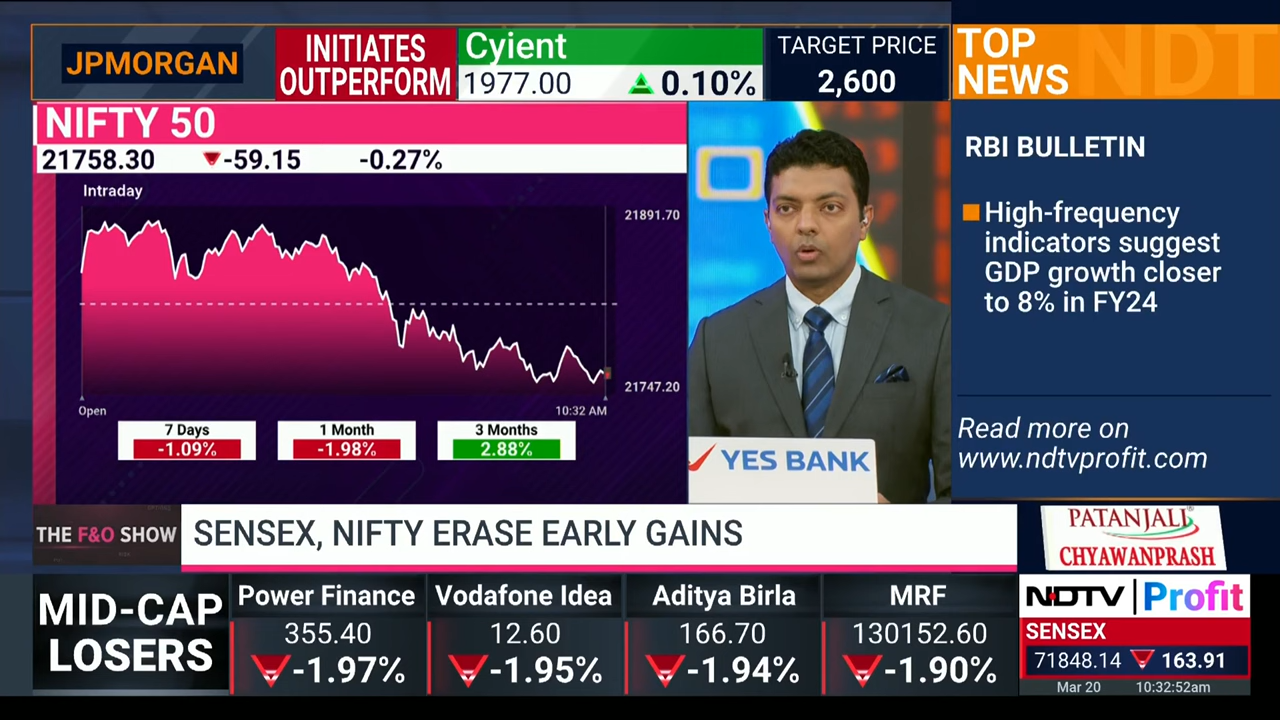 JPMORGAN
INITIATES
OUTPERFORM
Cyient
1977.00 0.10%
TARGET PRICE
2,600
TOP
NEWS
NDT
NIFTY 50
21758.30 -59.15 -0.27%
Intraday
21891.70
21747.20
Open 10:32 AM
7 Days
-1.09%
1 Month
-1.98%
3 Months
2.88%
YES BANK
RBI BULLETIN
High-frequency
indicators suggest
GDP growth closer
to 8% in FY24
Read more on
www.ndtvprofit.com
THE F&O SHOW
SENSEX, NIFTY ERASE EARLY GAINS
PATANJALI
CHYAWANPRASH
MID-CAP
LOSERS
Power Finance
355.40
-1.97%
Vodafone Idea
12.60
-1.95%
Aditya Birla
166.70
-1.94%
MRF
130152.60
-1.90%
NDTV Profit
SENSEX
71848.14 163.91
Mar 20 10:32:52am